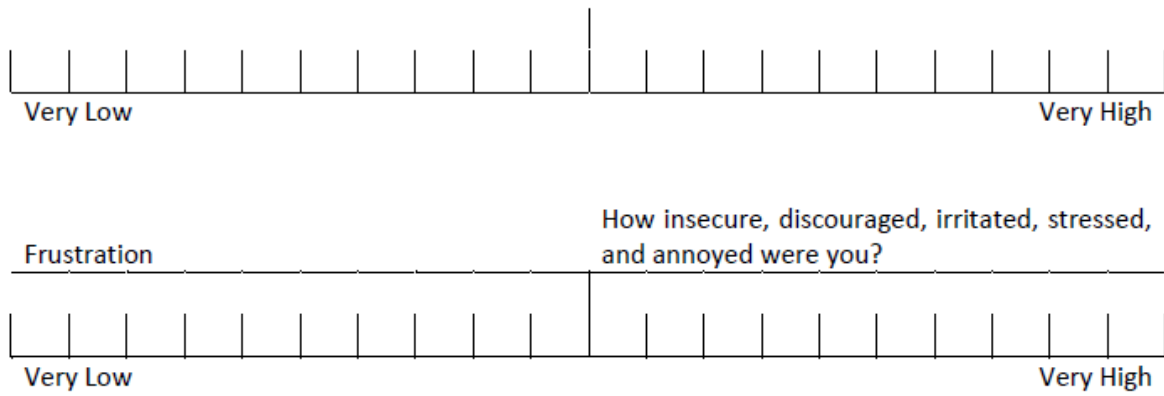 Very Low Very High
How insecure, discouraged, irritated, stressed,
Frustration and annoyed were you?
Very Low Very High